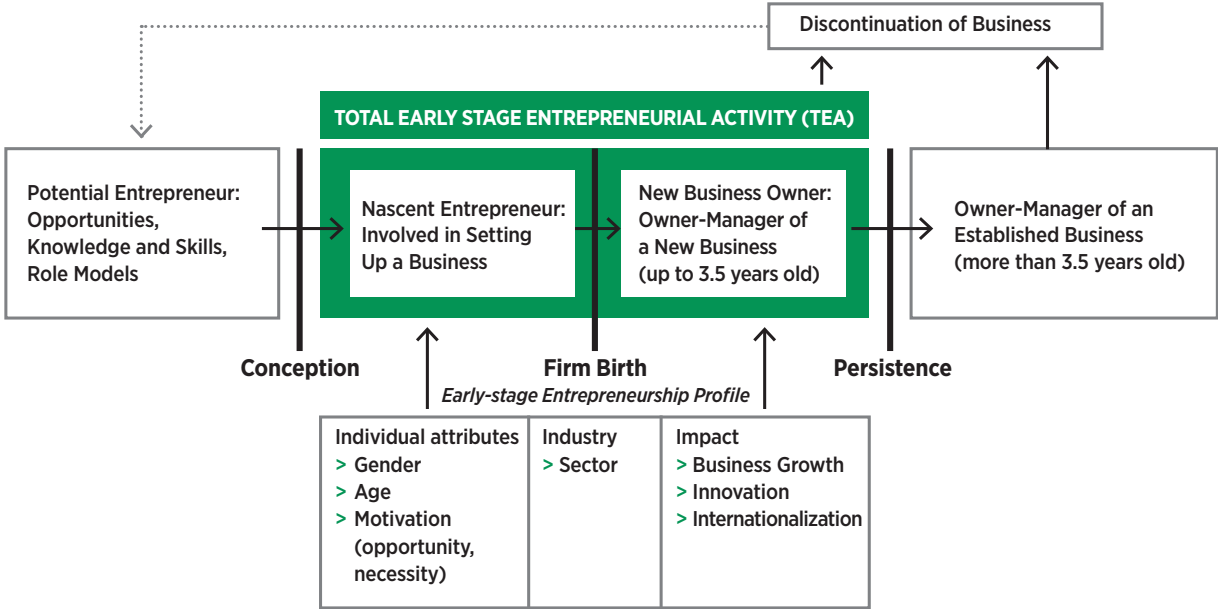 Discontinuation of Business
TOTAL EARLY STAGE ENTREPRENEURIAL ACTIVITY (TEA)
Potential Entrepreneur:
Opportunities,
Knowledge and Skills,
Role Models
Nascent Entrepreneur:
Involved in Setting
Up a Business
New Business Owner:
Owner-Manager of
a New Business
(up to 3.5 years old)
Owner-Manager of an
Established Business
(more than 3.5 years old)
Conception
Firm Birth
Persistence
Early-stage Entrepreneurship Profile
Individual attributes
> Gender
> Age
> Motivation
(opportunity,
necessity)
Industry
> Sector
Impact
> Business Growth
> Innovation
> Internationalization